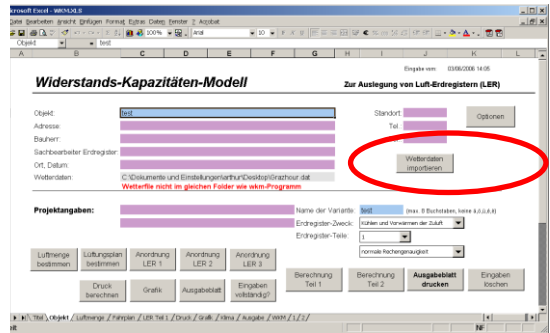 crosoft Excel - WKM.XLS
Datei Bearbeiten Ansicht Einfügen Format Extras Daten Fenster ? Acrobat
100% Arial 10 F K U
Objekt test
A B C D E F G H I J K L
Eingabe vom: 03/06/2008 14:05
Widerstands-Kapazitäten-Modell Zur Auslegung von Luft-Erdregistern (LER)
Objekt: test Standort Optionen
Adresse: Tel.
Bauherr:
Sachbearbeiter Erdregister:
Ort, Datum: Wetterdaten importieren
Wetterdaten: C:\Dokumente und Einstellungen\arthur\Desktop\Grazhour.dat
Wetterfile nicht im gleichen Folder wie wkm-Programm
Projektangaben: Name der Variante: test (max. 8 Buchstaben, keine ä,ö,ü,é,è)
Erdregister-Zweck: Kühlen und Vorwärmen der Zuluft
Erdregister-Teile: 1
normale Rechengenauigkeit
Luftmenge bestimmen Lüftungsplan bestimmen Anordnung LER 1 Anordnung LER 2 Anordnung LER 3
Druck berechnen Grafik Ausgabeblatt Eingaben vollständig? Berechnung Teil 1 Berechnung Teil 2 Ausgabeblatt drucken Eingaben löschen
Titel / Objekt / Luftmenge / Fahrplan / LER Teil 1 / Druck / Grafik / Klima / Ausgabe / WKM / 1 / 2 /
NF